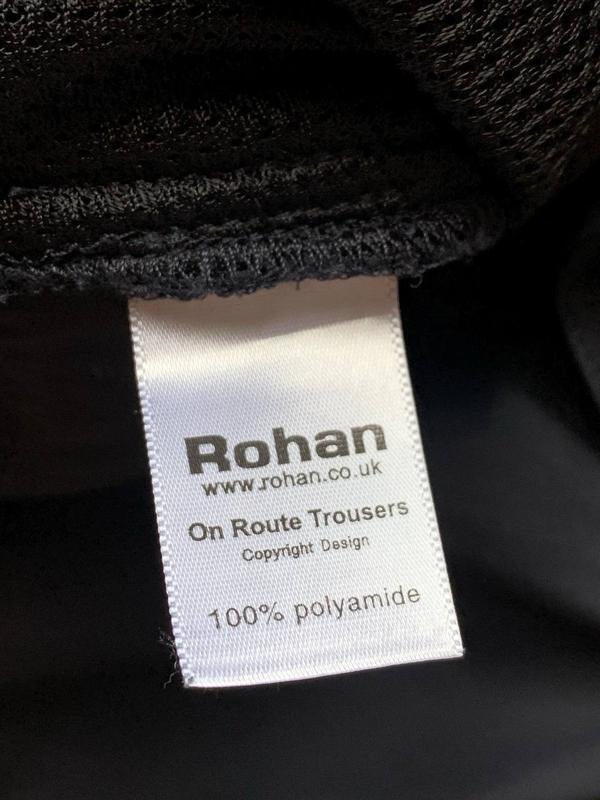 Rohan
www.rohan.co.uk
On Route Trousers
Copyright Design
100% polyamide